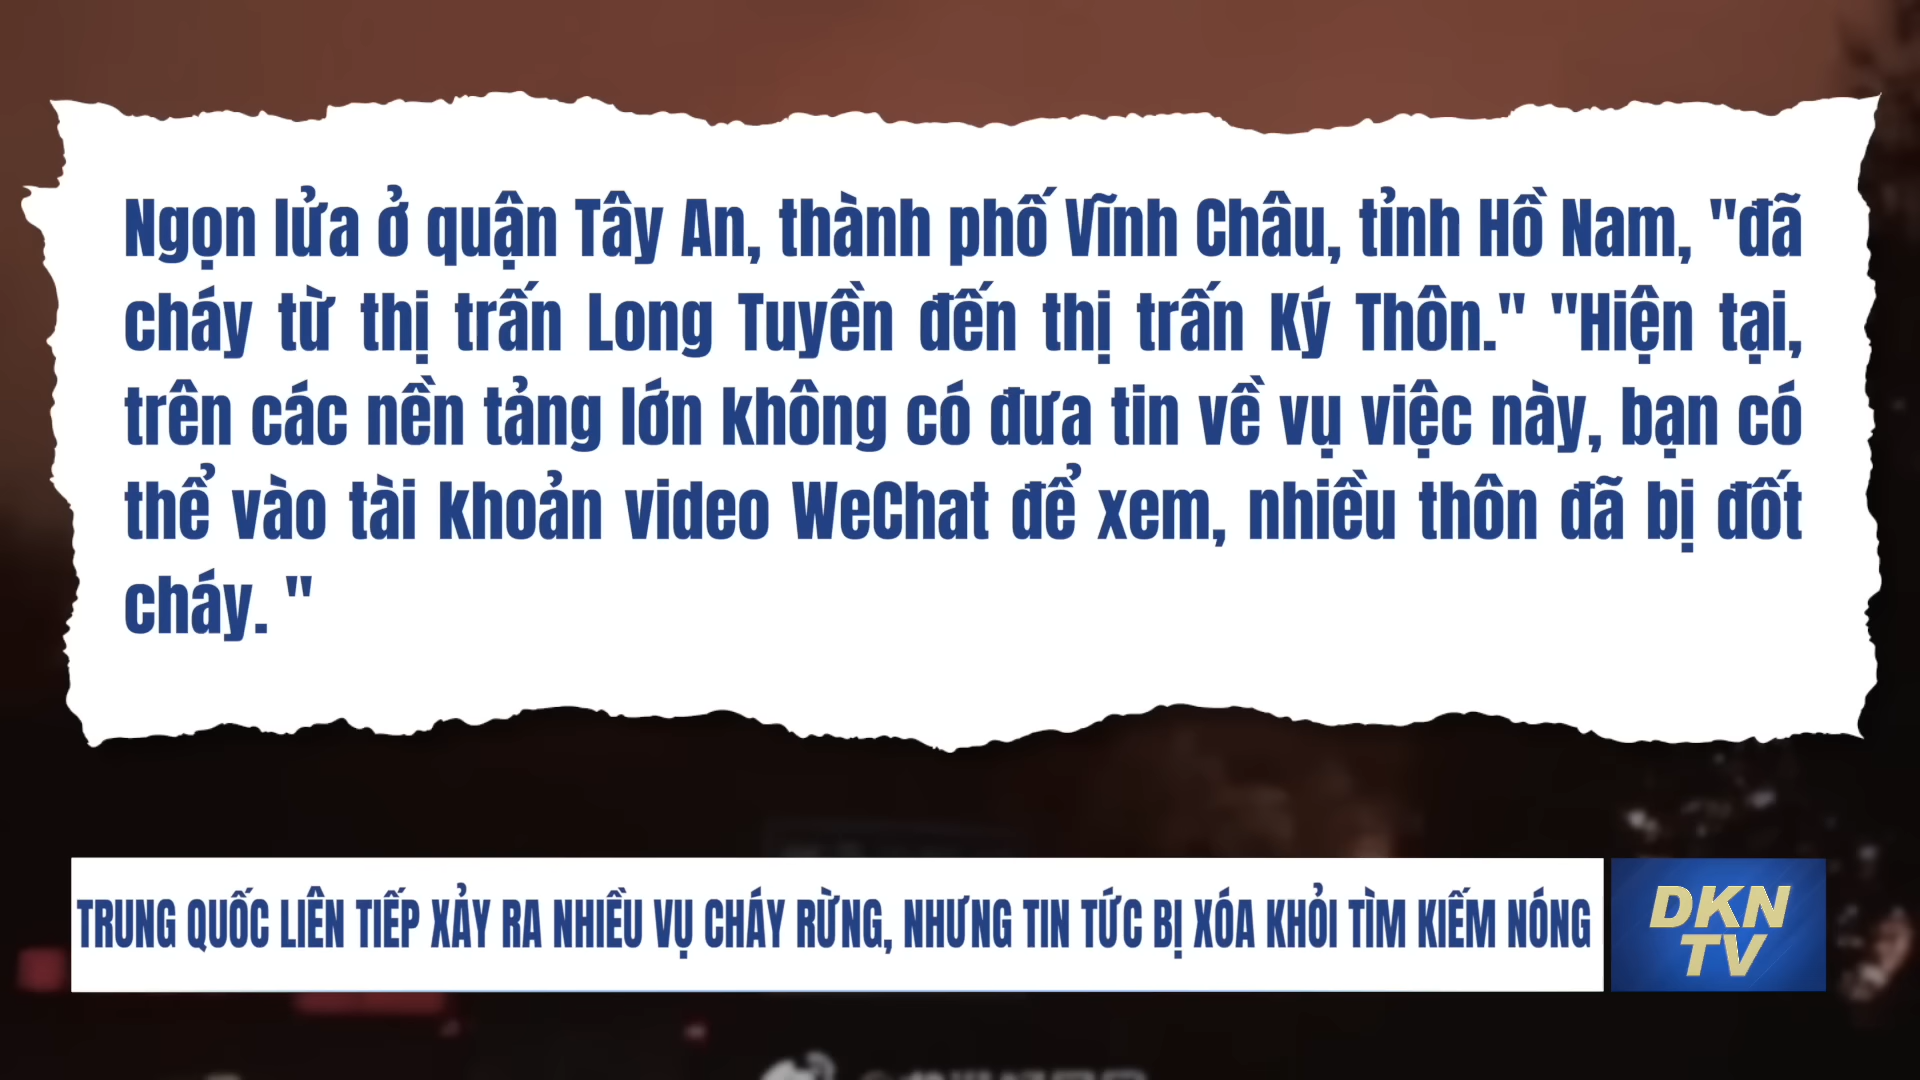 Ngọn lửa ở quận Tây An, thành phố Vĩnh Châu, tỉnh Hồ Nam, "đã
cháy từ thị trấn Long Tuyền đến thị trấn Ký Thôn." "Hiện tại,
trên các nền tảng lớn không có đưa tin về vụ việc này, bạn có
thể vào tài khoản video WeChat để xem, nhiều thôn đã bị đốt
cháy. "
TRUNG QUỐC LIÊN TIẾP XẢY RA NHIỀU VỤ CHÁY RỪNG, NHƯNG TIN TỨC BỊ XÓA KHỎI TÌM KIẾM NÓNG
DKN
TV